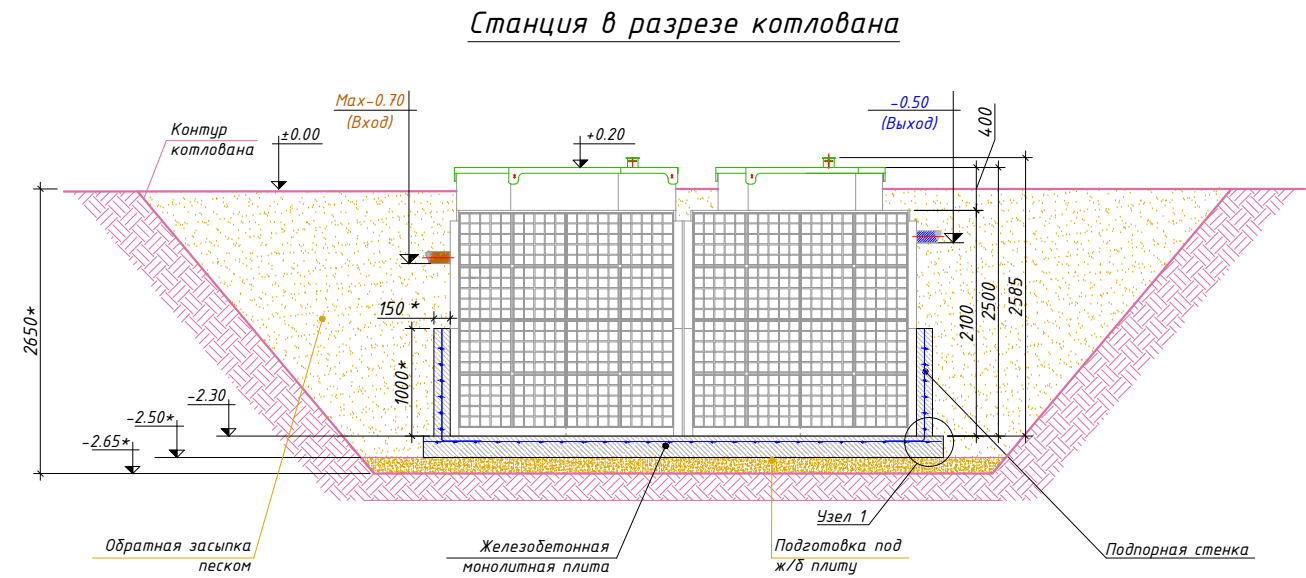 Станция в разрезе котлована
Max-0.70
(Вход)
-0.50
(Выход)
400
Контур
котлована
±0.00
+0.20
2650*
150 *
1000*
2100
2500
2585
-2.30
-2.50*
-2.65*
Узел 1
Обратная засыпка
песком
Железобетонная
монолитная плита
Подготовка под
ж/б плиту
Подпорная стенка